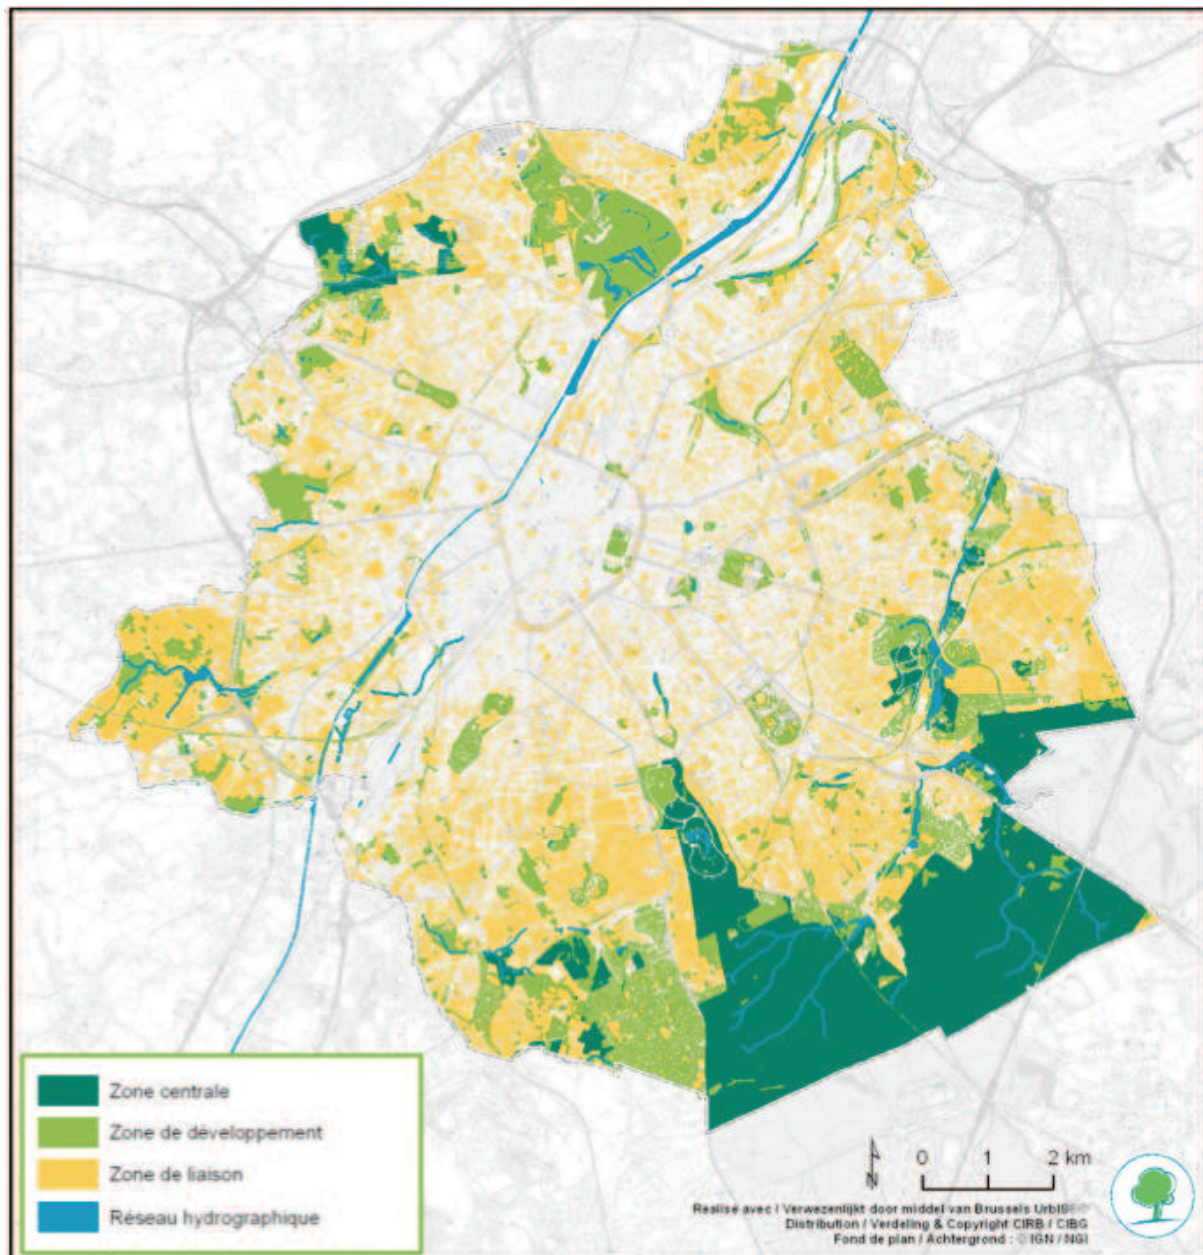 Zone centrale
Zone de développement
Zone de liaison
Réseau hydrographique
N
0 1 2 km
Réalisé avec / Verwezenlijkt door middel van Brussels UrbIS®©
Distribution / Verdeling & Copyright CIRB / CIBG
Fond de plan / Achtergrond : © IGN / NGI